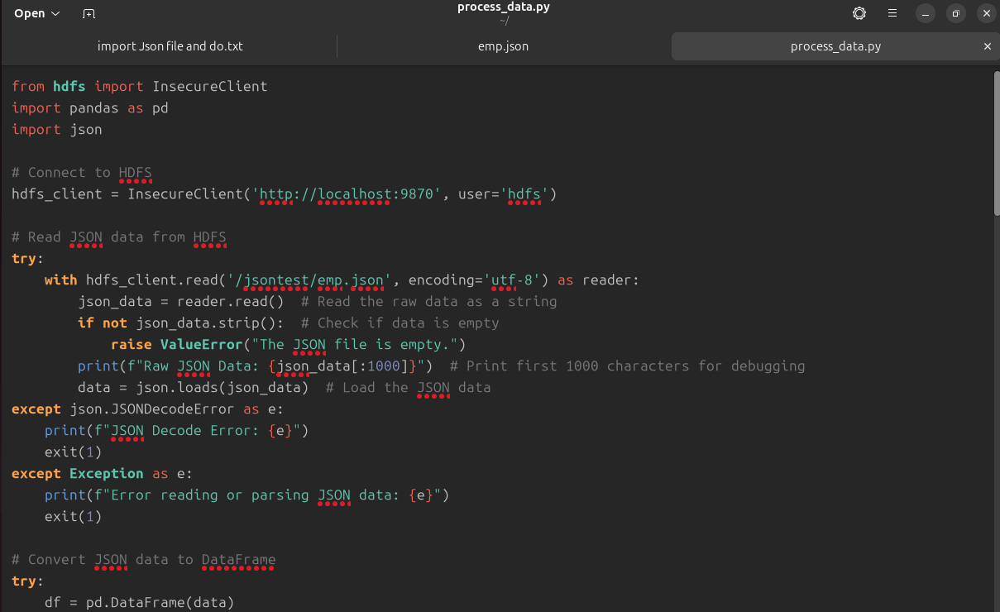 Open
process_data.py
~/
import Json file and do.txt
emp.json
process_data.py
from hdfs import InsecureClient
import pandas as pd
import json
# Connect to HDFS
hdfs_client = InsecureClient('http://localhost:9870', user='hdfs')
# Read JSON data from HDFS
try:
    with hdfs_client.read('/jsontest/emp.json', encoding='utf-8') as reader:
        json_data = reader.read()  # Read the raw data as a string
        if not json_data.strip():  # Check if data is empty
            raise ValueError("The JSON file is empty.")
        print(f"Raw JSON Data: {json_data[:1000]}")  # Print first 1000 characters for debugging
        data = json.loads(json_data)  # Load the JSON data
except json.JSONDecodeError as e:
    print(f"JSON Decode Error: {e}")
    exit(1)
except Exception as e:
    print(f"Error reading or parsing JSON data: {e}")
    exit(1)
# Convert JSON data to DataFrame
try:
    df = pd.DataFrame(data)